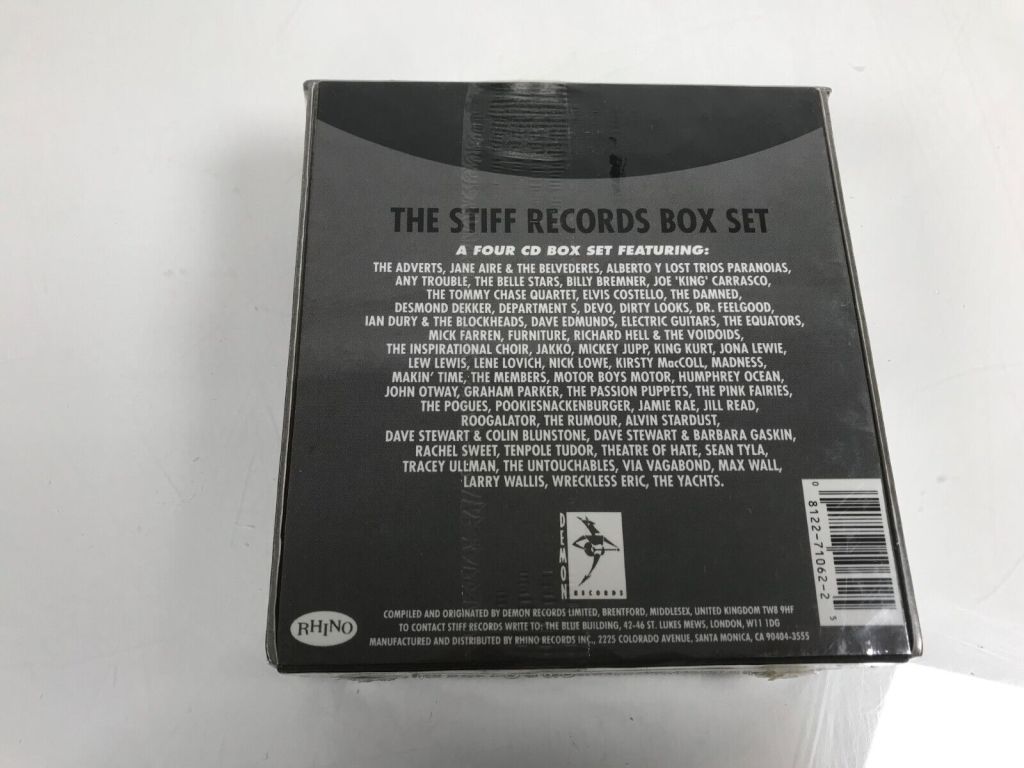 THE STIFF RECORDS BOX SET
A FOUR CD BOX SET FEATURING:
THE ADVERTS, JANE AIRE & THE BELVEDERES, ALBERTO Y LOST TRIOS PARANOIAS,
ANY TROUBLE, THE BELLE STARS, BILLY BREMNER, JOE 'KING' CARRASCO,
THE TOMMY CHASE QUARTET, ELVIS COSTELLO, THE DAMNED,
DESMOND DEKKER, DEPARTMENT S, DEVO, DIRTY LOOKS, DR. FEELGOOD,
IAN DURY & THE BLOCKHEADS, DAVE EDMUNDS, ELECTRIC GUITARS, THE EQUATORS,
MICK FARREN, FURNITURE, RICHARD HELL & THE VOIDOIDS,
THE INSPIRATIONAL CHOIR, JAKKO, MICKEY JUPP, KING KURT, JONA LEWIE,
LEW LEWIS, LENE LOVICH, NICK LOWE, KIRSTY MacCOLL, MADNESS,
MAKIN' TIME, THE MEMBERS, MOTOR BOYS MOTOR, HUMPHREY OCEAN,
JOHN OTWAY, GRAHAM PARKER, THE PASSION PUPPETS, THE PINK FAIRIES,
THE POGUES, POOKIESNACKENBURGER, JAMIE RAE, JILL READ,
ROOGALATOR, THE RUMOUR, ALVIN STARDUST,
DAVE STEWART & COLIN BLUNSTONE, DAVE STEWART & BARBARA GASKIN,
RACHEL SWEET, TENPOLE TUDOR, THEATRE OF HATE, SEAN TYLA,
TRACEY ULLMAN, THE UNTOUCHABLES, VIA VAGABOND, MAX WALL,
LARRY WALLIS, WRECKLESS ERIC, THE YACHTS.
0 8122-71062-2 5
DEMON
RECORDS
RHINO
COMPILED AND ORIGINATED BY DEMON RECORDS LIMITED, BRENTFORD, MIDDLESEX, UNITED KINGDOM TW8 9HF
TO CONTACT STIFF RECORDS WRITE TO: THE BLUE BUILDING, 42-46 ST. LUKES MEWS, LONDON, W11 1DG
MANUFACTURED AND DISTRIBUTED BY RHINO RECORDS INC., 2225 COLORADO AVENUE, SANTA MONICA, CA 90404-3555